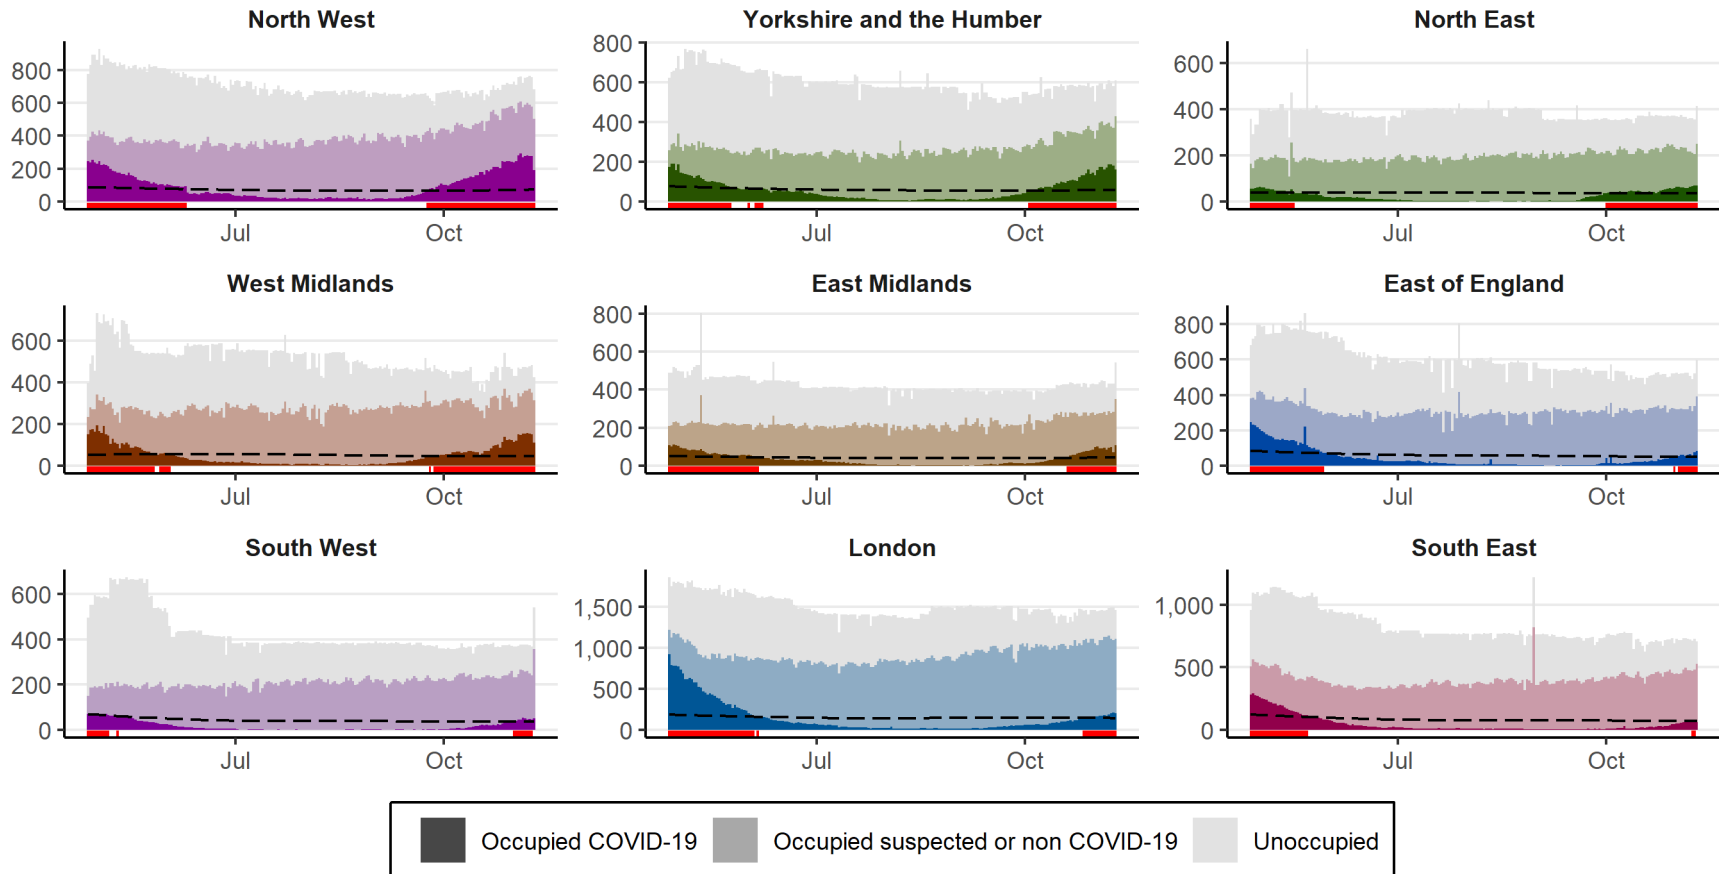 North West
Yorkshire and the Humber
North East
800
600
400
200
0
Jul
Oct
800
600
400
200
0
Jul
Oct
600
400
200
0
Jul
Oct
West Midlands
East Midlands
East of England
600
400
200
0
Jul
Oct
800
600
400
200
0
Jul
Oct
800
600
400
200
0
Jul
Oct
South West
London
South East
600
400
200
0
Jul
Oct
1,500
1,000
500
0
Jul
Oct
1,000
500
0
Jul
Oct
Occupied COVID-19
Occupied suspected or non COVID-19
Unoccupied